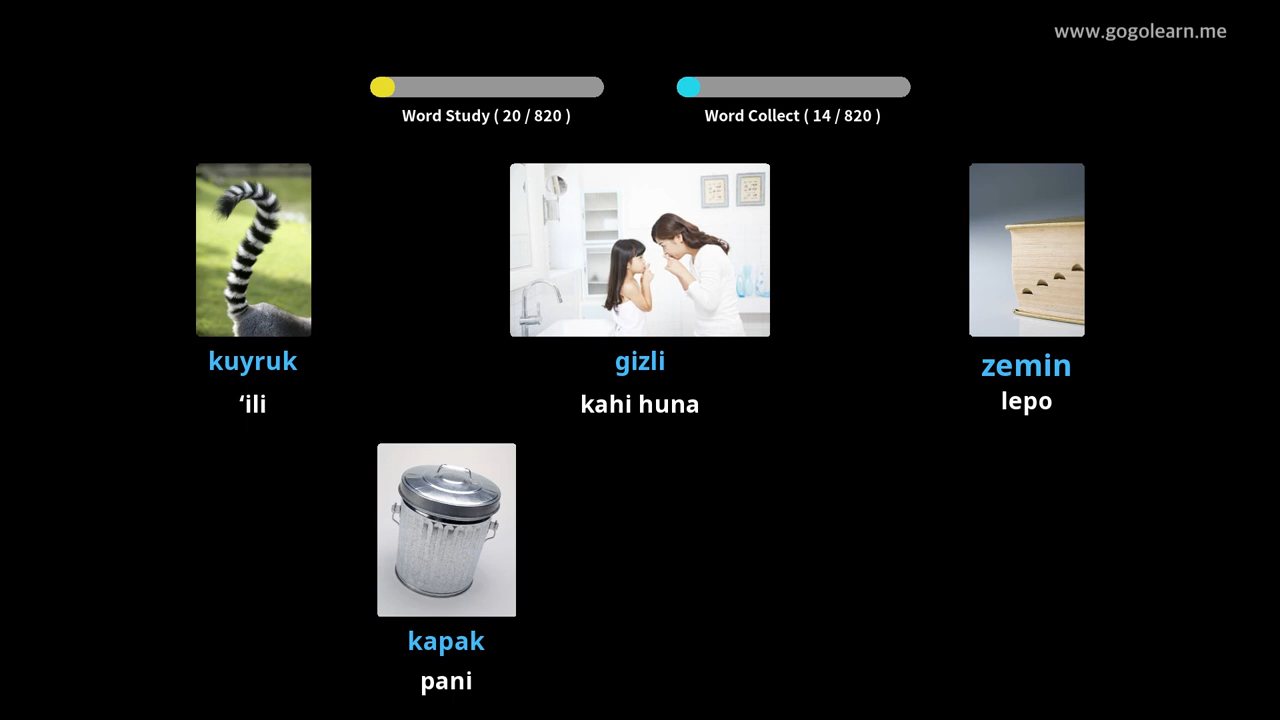 www.gogolearn.me
Word Study ( 20 / 820 )
Word Collect ( 14 / 820 )
kuyruk
ʻili
gizli
kahi huna
zemin
lepo
kapak
pani